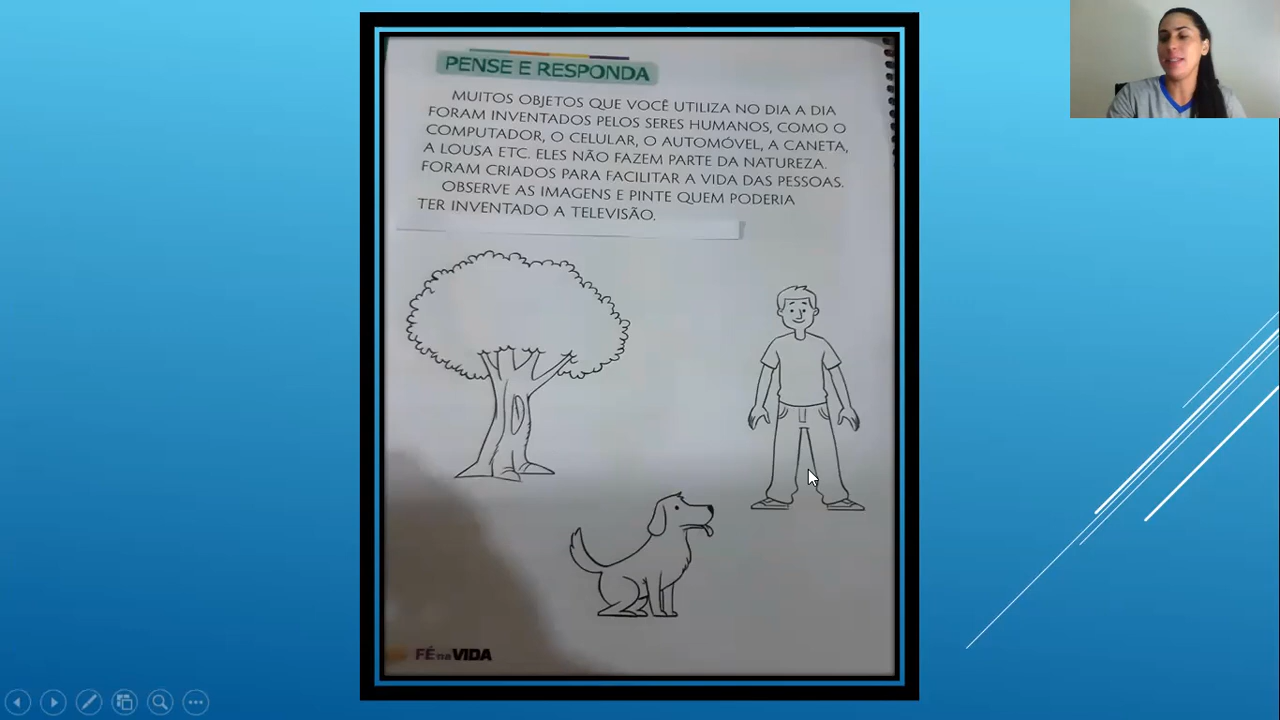 PENSE E RESPONDA
MUITOS OBJETOS QUE VOCÊ UTILIZA NO DIA A DIA
FORAM INVENTADOS PELOS SERES HUMANOS, COMO O
COMPUTADOR, O CELULAR, O AUTOMÓVEL, A CANETA,
A LOUSA ETC. ELES NÃO FAZEM PARTE DA NATUREZA.
FORAM CRIADOS PARA FACILITAR A VIDA DAS PESSOAS.
OBSERVE AS IMAGENS E PINTE QUEM PODERIA
TER INVENTADO A TELEVISÃO.
FÉ na VIDA